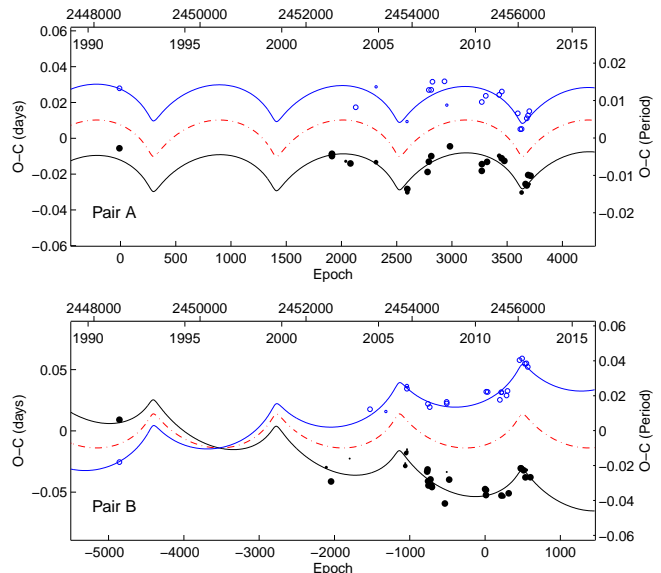 2448000 2450000 2452000 2454000 2456000
0.06 1990 1995 2000 2005 2010 2015
0.04 0.02
0.02 0.01
0 0
−0.02 −0.01
−0.04 −0.02
−0.06
O−C (days)
O−C (Period)
Pair A
0 500 1000 1500 2000 2500 3000 3500 4000
Epoch
2448000 2450000 2452000 2454000 2456000
1990 1995 2000 2005 2010 2015 0.06
0.05 0.04
0.02
0 0
−0.02
−0.05 −0.04
−0.06
O−C (days)
O−C (Period)
Pair B
−5000 −4000 −3000 −2000 −1000 0 1000
Epoch